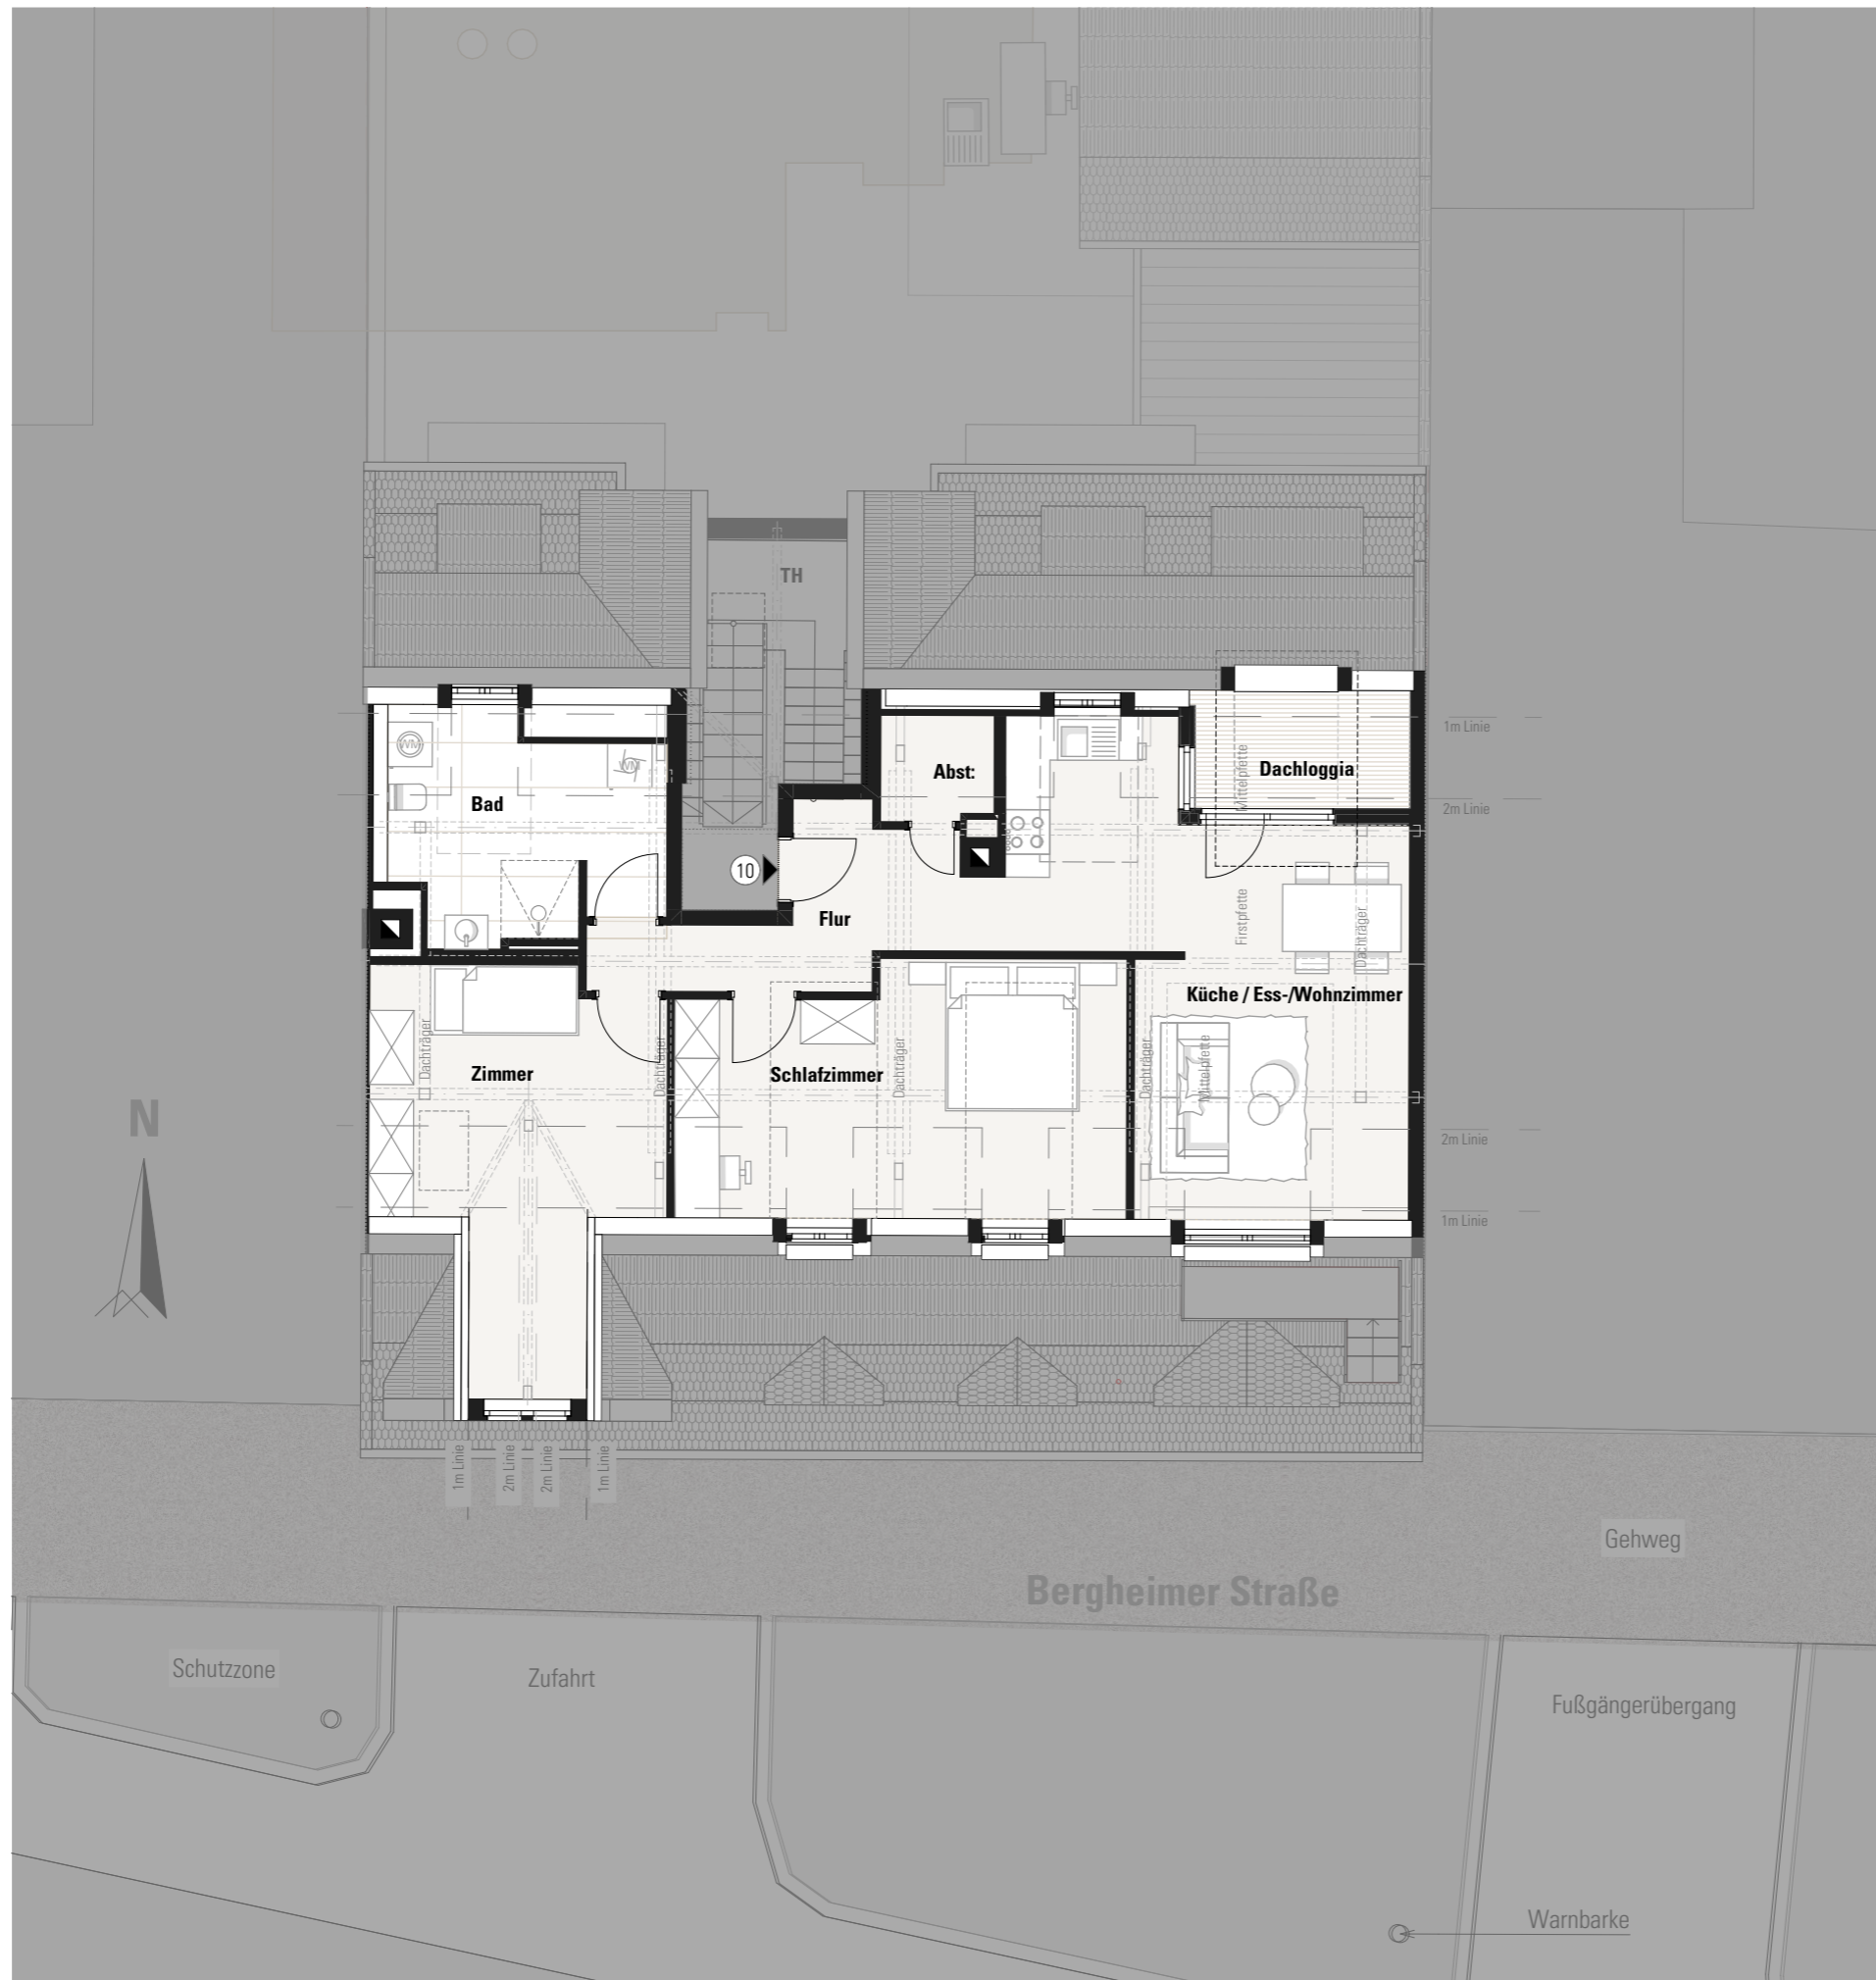 TH
1m Linie
Abst:
Dachloggia
Mittelpfette
WM
WM
Bad
2m Linie
10
Flur
Firstpfette
Dachträger
Küche / Ess-/Wohnzimmer
Dachträger
Dachträger
Dachträger
Dachträger
Mittelpfette
Zimmer
Schlafzimmer
N
2m Linie
1m Linie
1m Linie
2m Linie
2m Linie
1m Linie
Gehweg
Bergheimer Straße
Schutzzone
Zufahrt
Fußgängerübergang
Warnbarke